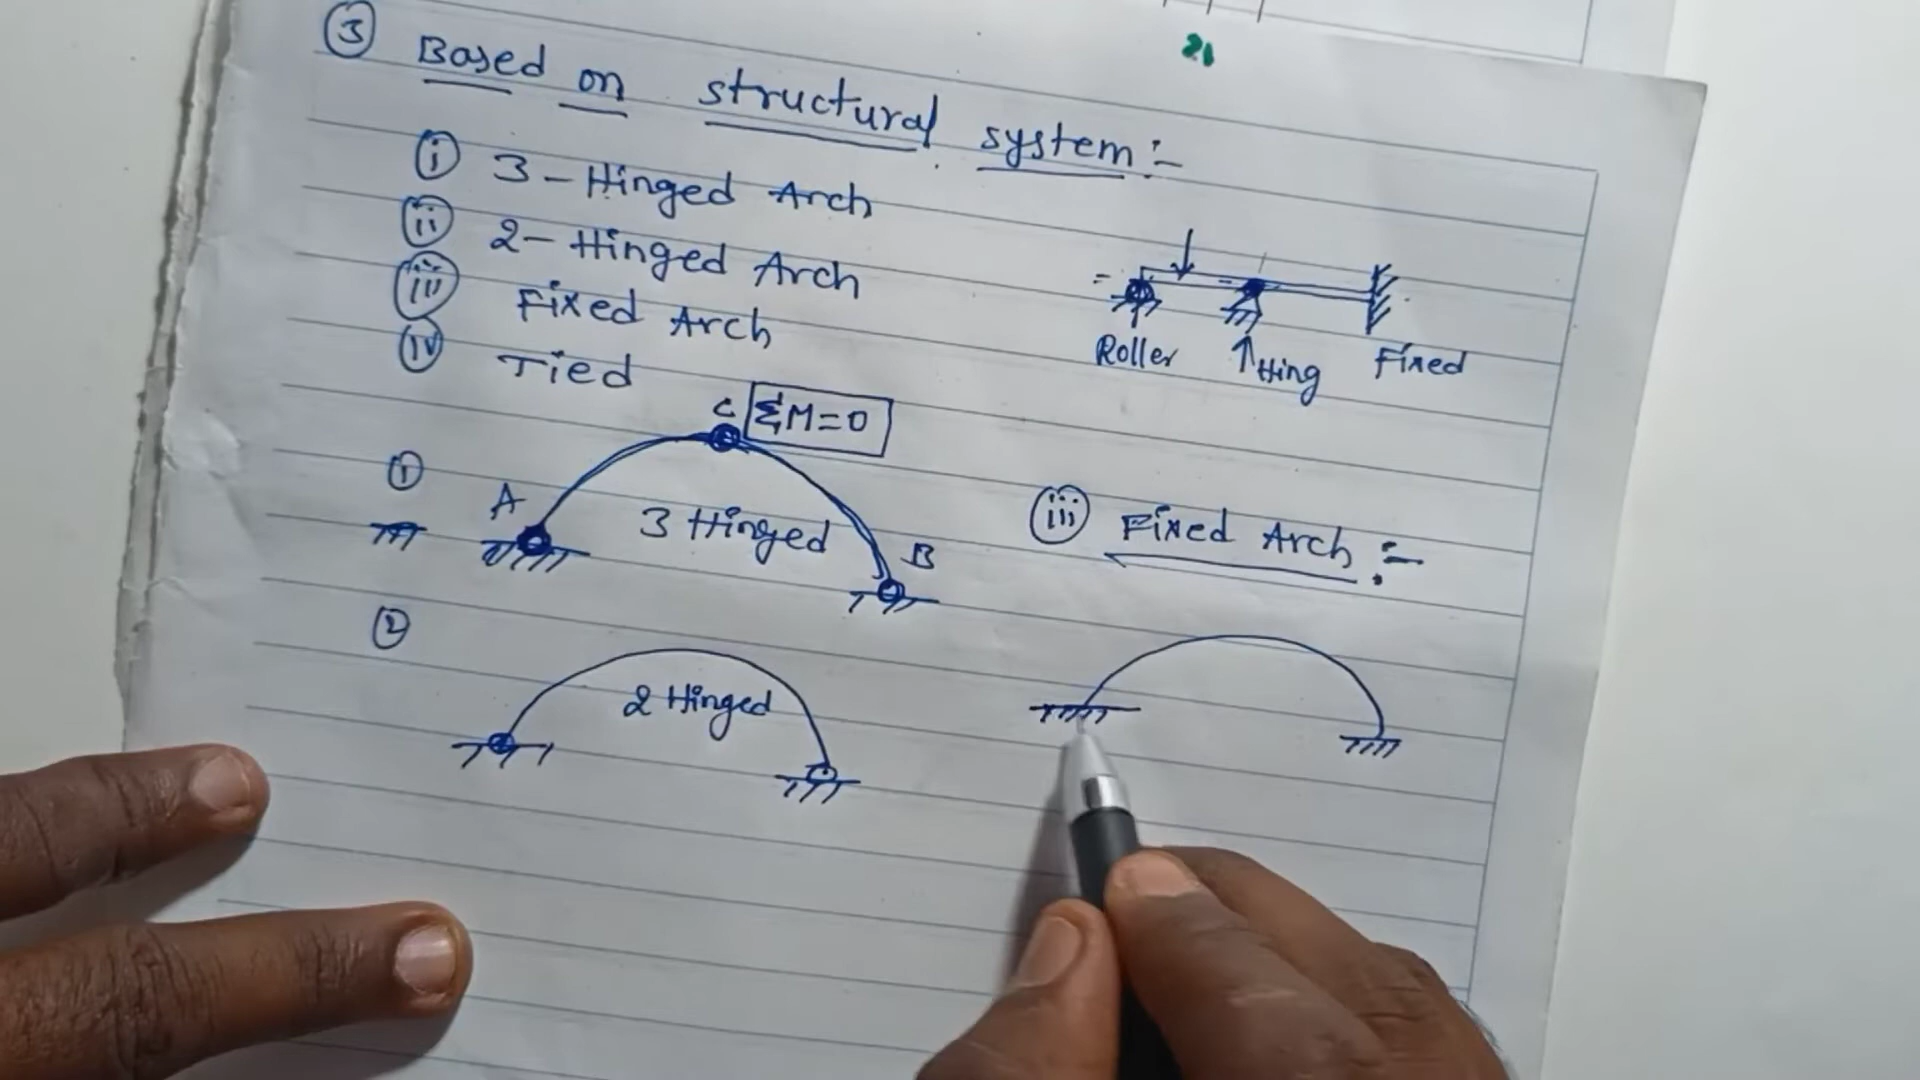 21
③ Based on structural system:-
ⓘ 3-Hinged Arch
ⓘⓘ 2-Hinged Arch
ⓘⓘⓘ Fixed Arch
ⓘⓥ Tied
Roller Hing Fixed
C ΣM=0
① A 3 Hinged B
ⓘⓘⓘ Fixed Arch:-
② 2 Hinged